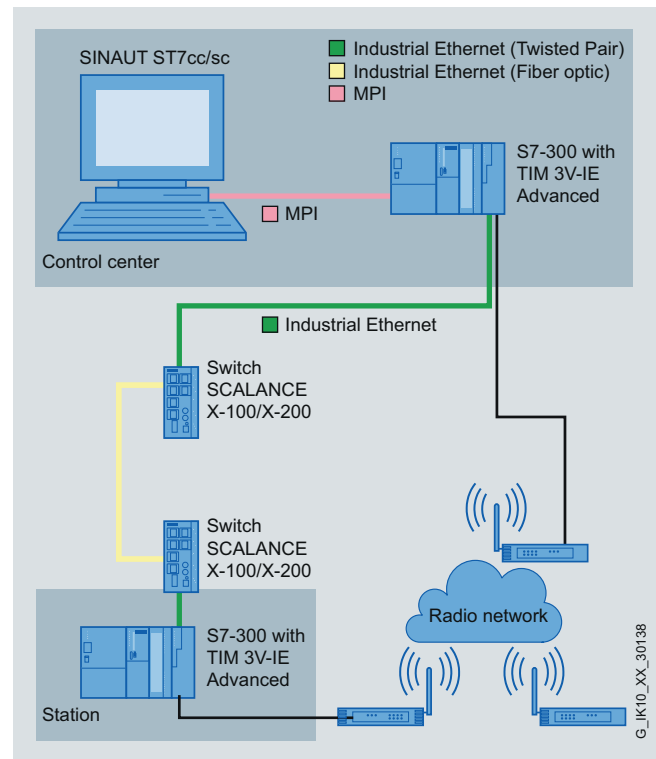 SINAUT ST7cc/sc
Industrial Ethernet (Twisted Pair)
Industrial Ethernet (Fiber optic)
MPI
S7-300 with
TIM 3V-IE
Advanced
MPI
Control center
Industrial Ethernet
Switch
SCALANCE
X-100/X-200
Switch
SCALANCE
X-100/X-200
Radio network
S7-300 with
TIM 3V-IE
Advanced
Station
G_IK10_XX_30138